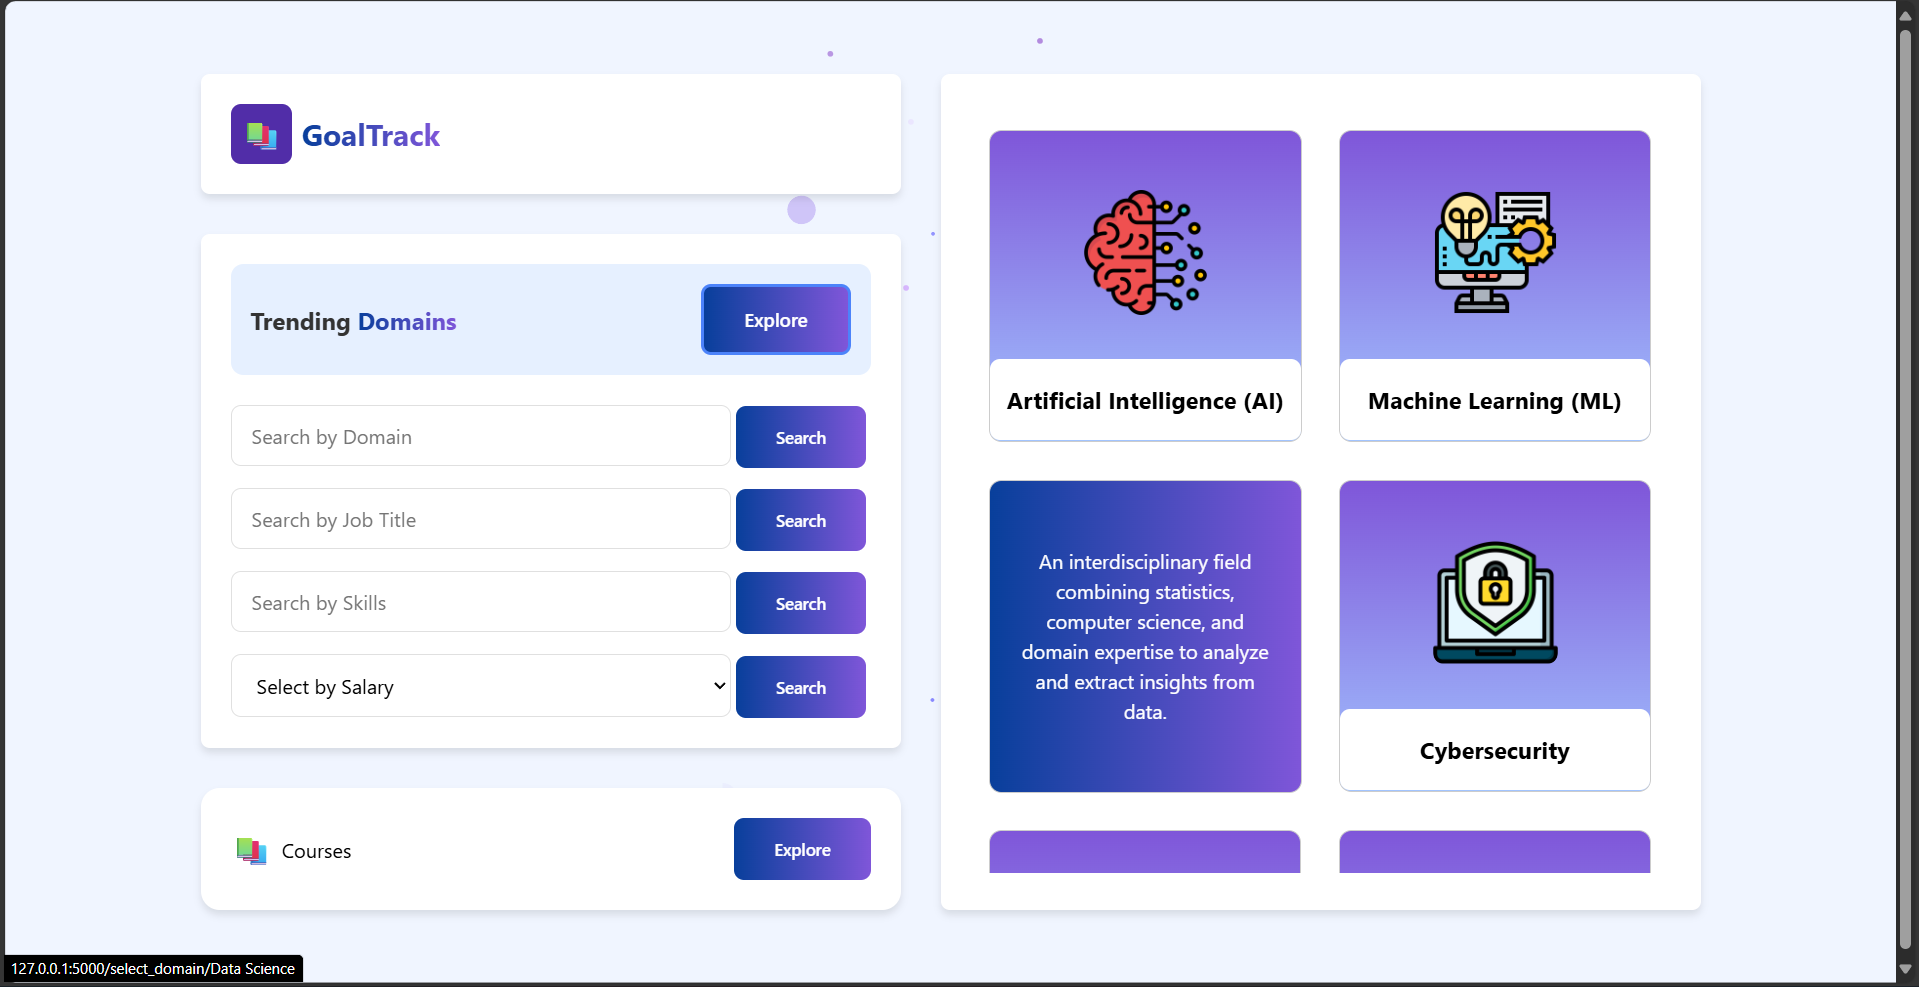 GoalTrack
Trending Domains
Explore
Search by Domain
Search
Search by Job Title
Search
Search by Skills
Search
Select by Salary
Search
Courses
Explore
Artificial Intelligence (AI)
Machine Learning (ML)
An interdisciplinary field
combining statistics,
computer science, and
domain expertise to analyze
and extract insights from
data.
Cybersecurity
127.0.0.1:5000/select_domain/Data Science